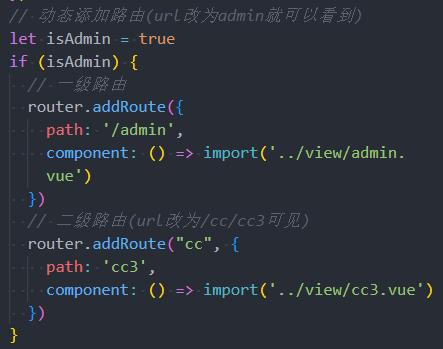 // 动态添加路由(url改为admin就可以看到)
let isAdmin = true
if (isAdmin) {
// 一级路由
router.addRoute({
path: '/admin',
component: () => import('../view/admin.
vue')
})
// 二级路由(url改为/cc/cc3可见)
router.addRoute("cc", {
path: 'cc3',
component: () => import('../view/cc3.vue')
})
}